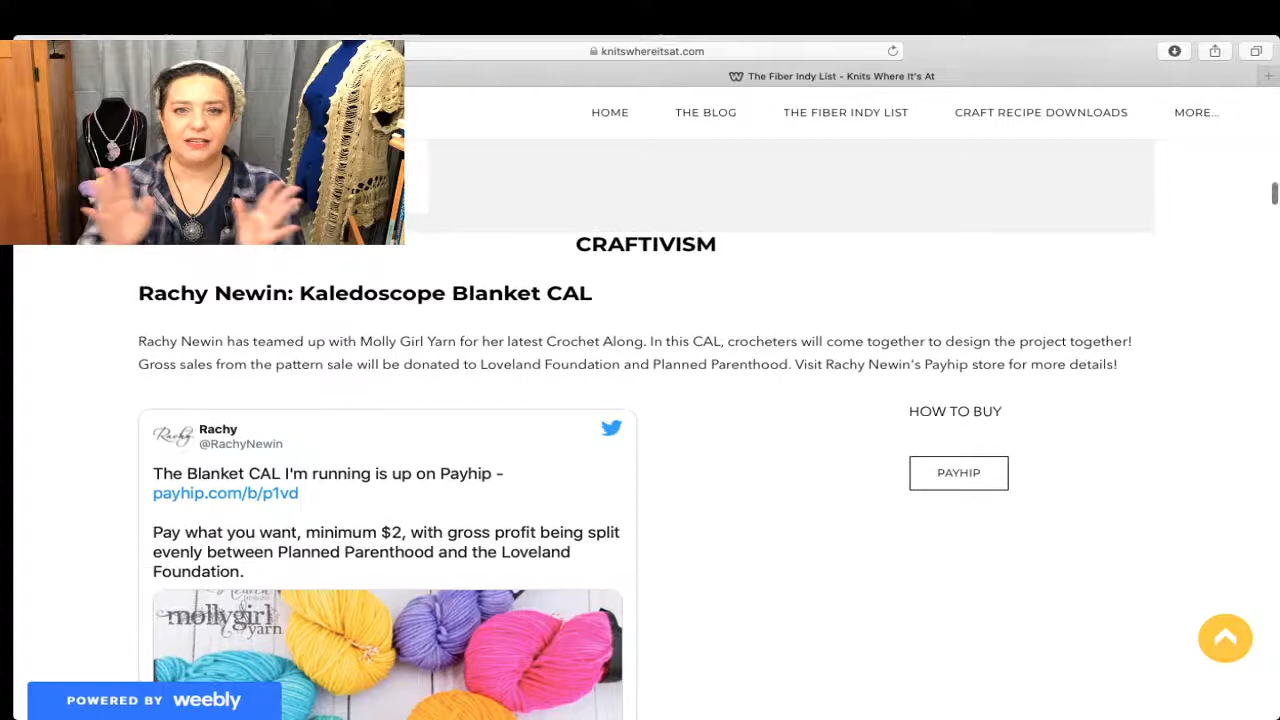 knitswhereitsat.com
The Fiber Indy List - Knits Where It's At
HOME THE BLOG THE FIBER INDY LIST CRAFT RECIPE DOWNLOADS MORE...
CRAFTIVISM
Rachy Newin: Kaledoscope Blanket CAL
Rachy Newin has teamed up with Molly Girl Yarn for her latest Crochet Along. In this CAL, crocheters will come together to design the project together!
Gross sales from the pattern sale will be donated to Loveland Foundation and Planned Parenthood. Visit Rachy Newin's Payhip store for more details!
Rachy
Rachy
@RachyNewin
The Blanket CAL I'm running is up on Payhip -
payhip.com/b/p1vd
Pay what you want, minimum $2, with gross profit being split
evenly between Planned Parenthood and the Loveland
Foundation.
mollygirl
yarn
HOW TO BUY
PAYHIP
POWERED BY weebly